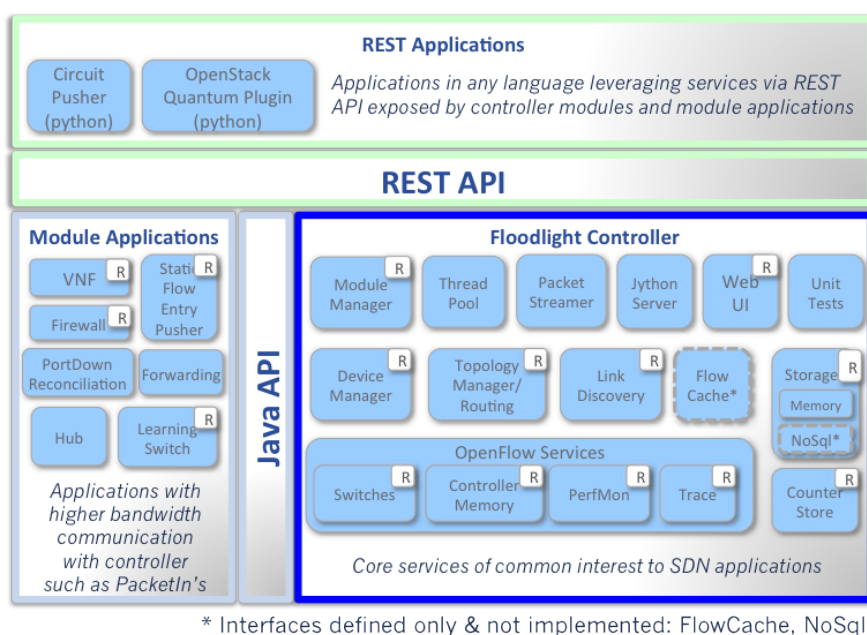 REST Applications
Circuit
Pusher
(python)
OpenStack
Quantum Plugin
(python)
Applications in any language leveraging services via REST
API exposed by controller modules and module applications
REST API
Module Applications
VNF R
Static R
Flow
Entry
Pusher
Firewall R
PortDown
Reconciliation
Forwarding
Hub
Learning R
Switch
Applications with
higher bandwidth
communication
with controller
such as PacketIn's
Java API
Floodlight Controller
Module R
Manager
Thread
Pool
Packet
Streamer
Jython
Server
Web R
UI
Unit
Tests
Device R
Manager
Topology R
Manager/
Routing
Link R
Discovery
Flow
Cache*
Storage R
Memory
NoSql*
OpenFlow Services
Switches R
Controller R
Memory
PerfMon R
Trace R
Counter R
Store
Core services of common interest to SDN applications
* Interfaces defined only & not implemented: FlowCache, NoSql